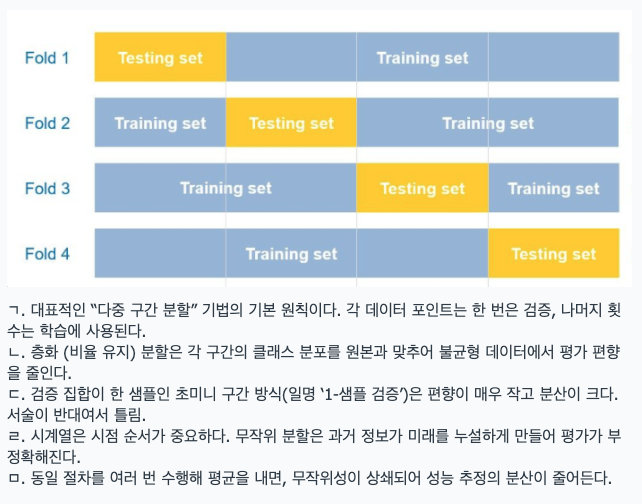 Fold 1 Testing set Training set
Fold 2 Training set Testing set Training set
Fold 3 Training set Testing set Training set
Fold 4 Training set Testing set
ㄱ. 대표적인 “다중 구간 분할” 기법의 기본 원칙이다. 각 데이터 포인트는 한 번은 검증, 나머지 횟
수는 학습에 사용된다.
ㄴ. 층화 (비율 유지) 분할은 각 구간의 클래스 분포를 원본과 맞추어 불균형 데이터에서 평가 편향
을 줄인다.
ㄷ. 검증 집합이 한 샘플인 초미니 구간 방식(일명 ‘1-샘플 검증’)은 편향이 매우 작고 분산이 크다.
서술이 반대여서 틀림.
ㄹ. 시계열은 시점 순서가 중요하다. 무작위 분할은 과거 정보가 미래를 누설하게 만들어 평가가 부
정확해진다.
ㅁ. 동일 절차를 여러 번 수행해 평균을 내면, 무작위성이 상쇄되어 성능 추정의 분산이 줄어든다.